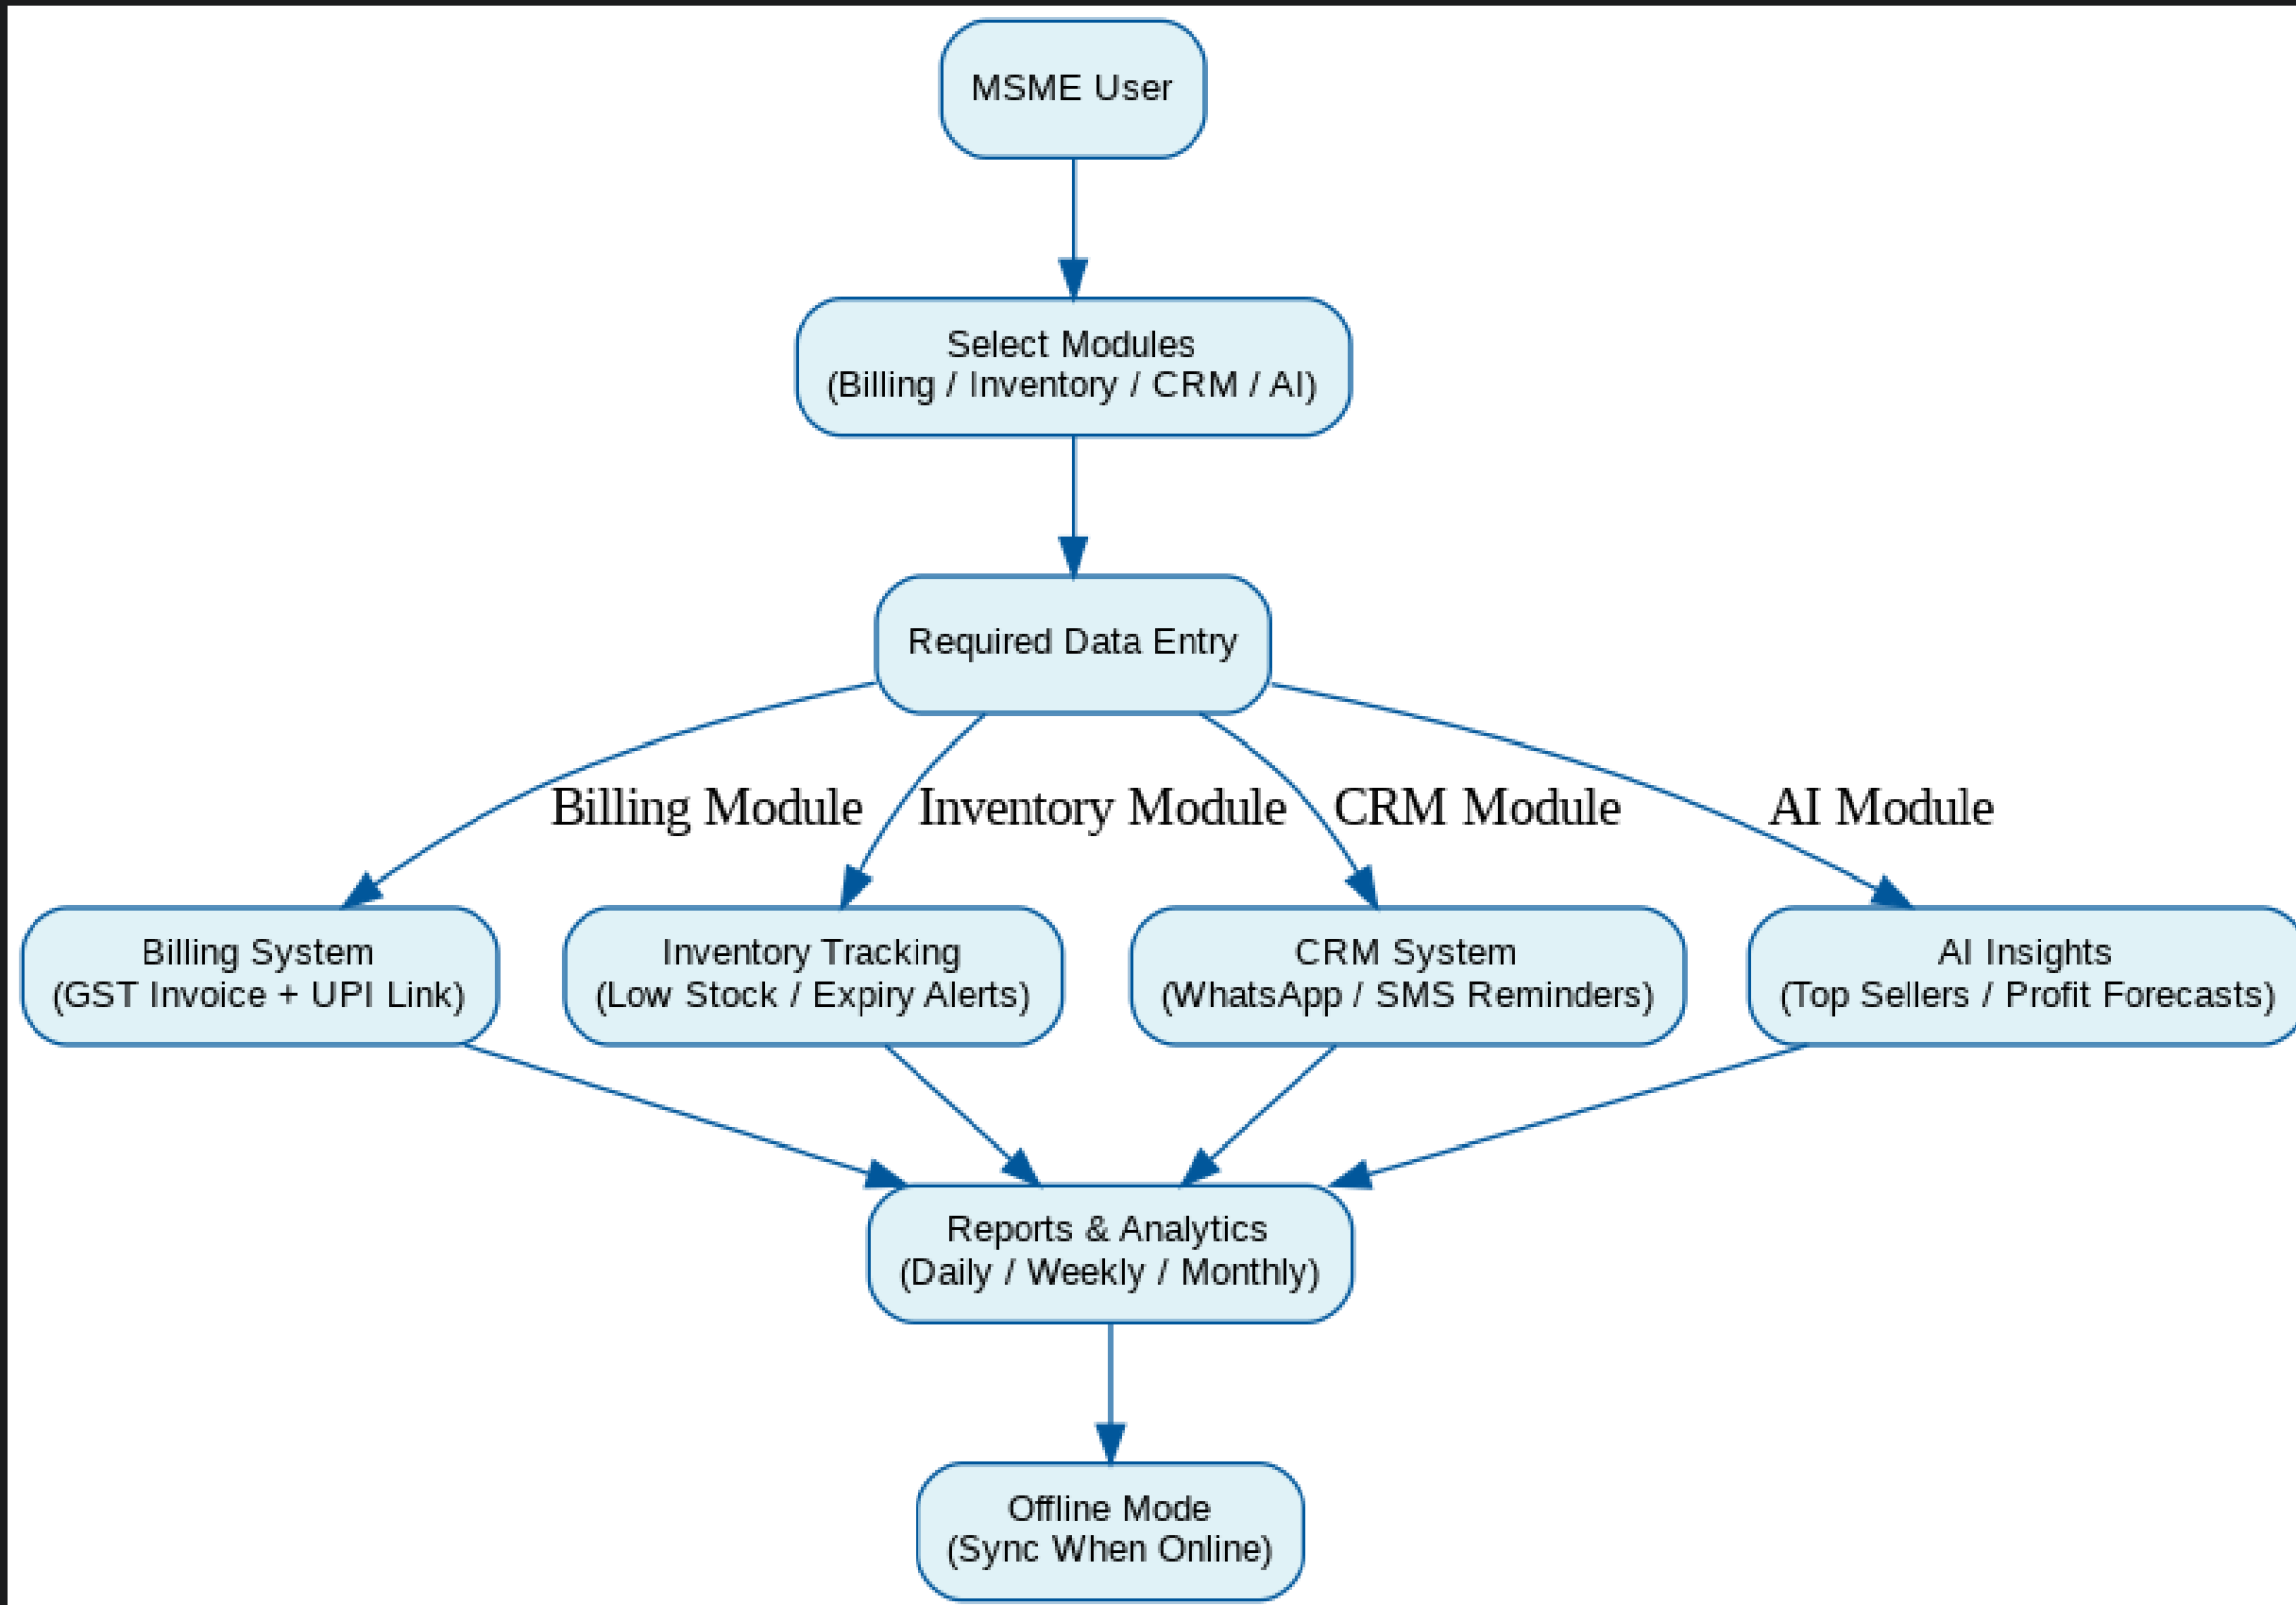 MSME User
Select Modules
(Billing / Inventory / CRM / AI)
Required Data Entry
Billing Module
Inventory Module
CRM Module
AI Module
Billing System
(GST Invoice + UPI Link)
Inventory Tracking
(Low Stock / Expiry Alerts)
CRM System
(WhatsApp / SMS Reminders)
AI Insights
(Top Sellers / Profit Forecasts)
Reports & Analytics
(Daily / Weekly / Monthly)
Offline Mode
(Sync When Online)